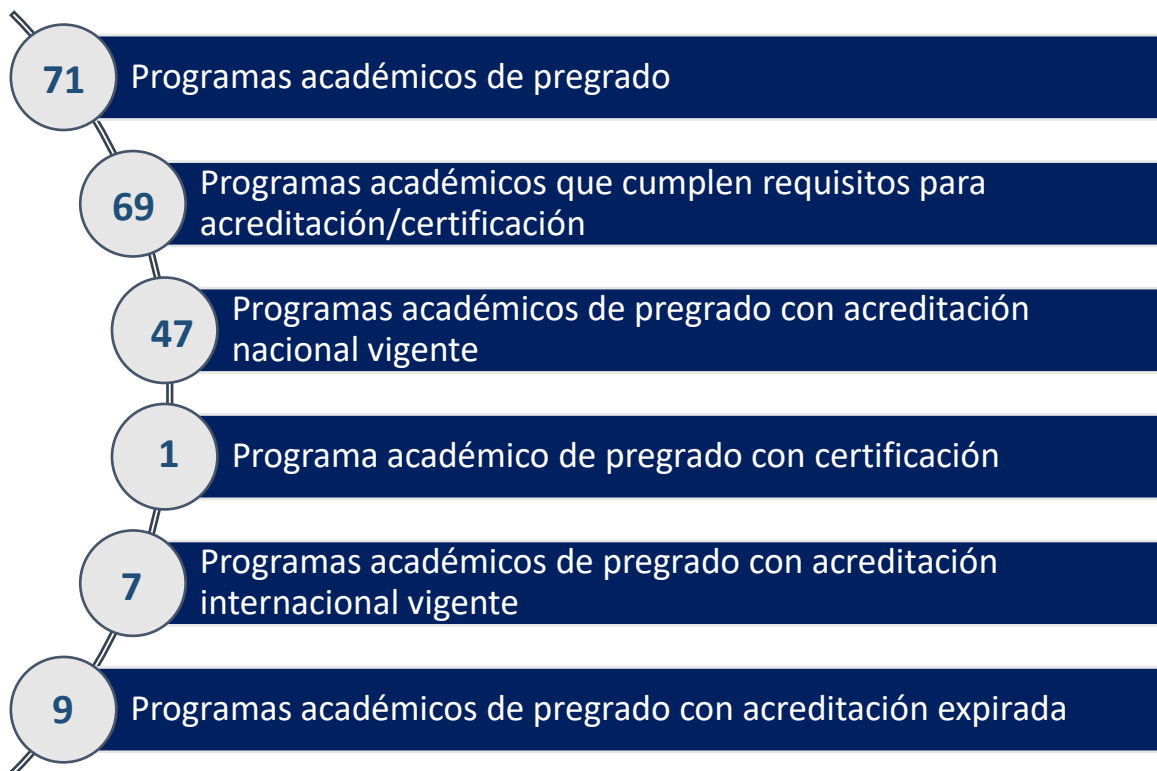 71
Programas académicos de pregrado
69
Programas académicos que cumplen requisitos para
acreditación/certificación
47
Programas académicos de pregrado con acreditación
nacional vigente
1
Programa académico de pregrado con certificación
7
Programas académicos de pregrado con acreditación
internacional vigente
9
Programas académicos de pregrado con acreditación expirada